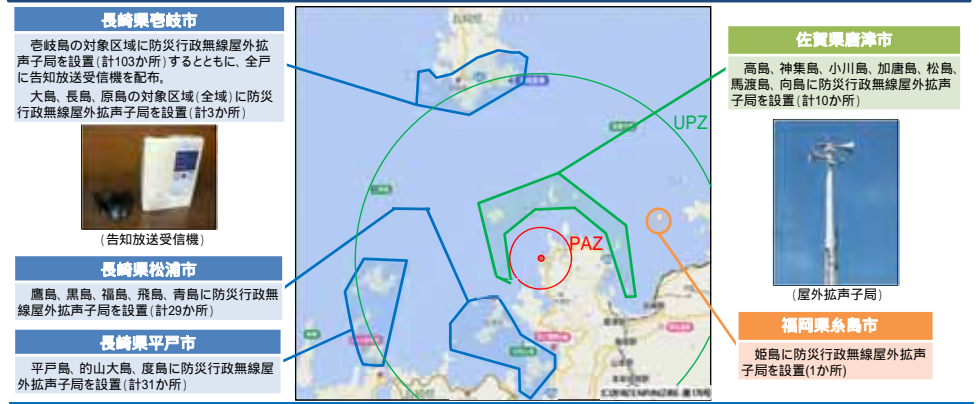 長崎県壱岐市
壱岐島の対象区域に防災行政無線屋外拡
声子局を設置(計103か所)するとともに、全戸
に告知放送受信機を配布。
大島、長島、原島の対象区域(全域)に防災
行政無線屋外拡声子局を設置(計3か所)
(告知放送受信機)
長崎県松浦市
鷹島、黒島、福島、飛島、青島に防災行政無
線屋外拡声子局を設置(計29か所)
長崎県平戸市
平戸島、的山大島、度島に防災行政無線屋
外拡声子局を設置(計31か所)
UPZ
PAZ
佐賀県唐津市
高島、神集島、小川島、加唐島、松島、
馬渡島、向島に防災行政無線屋外拡声
子局を設置(計10か所)
(屋外拡声子局)
福岡県糸島市
姫島に防災行政無線屋外拡声
子局を設置(1か所)